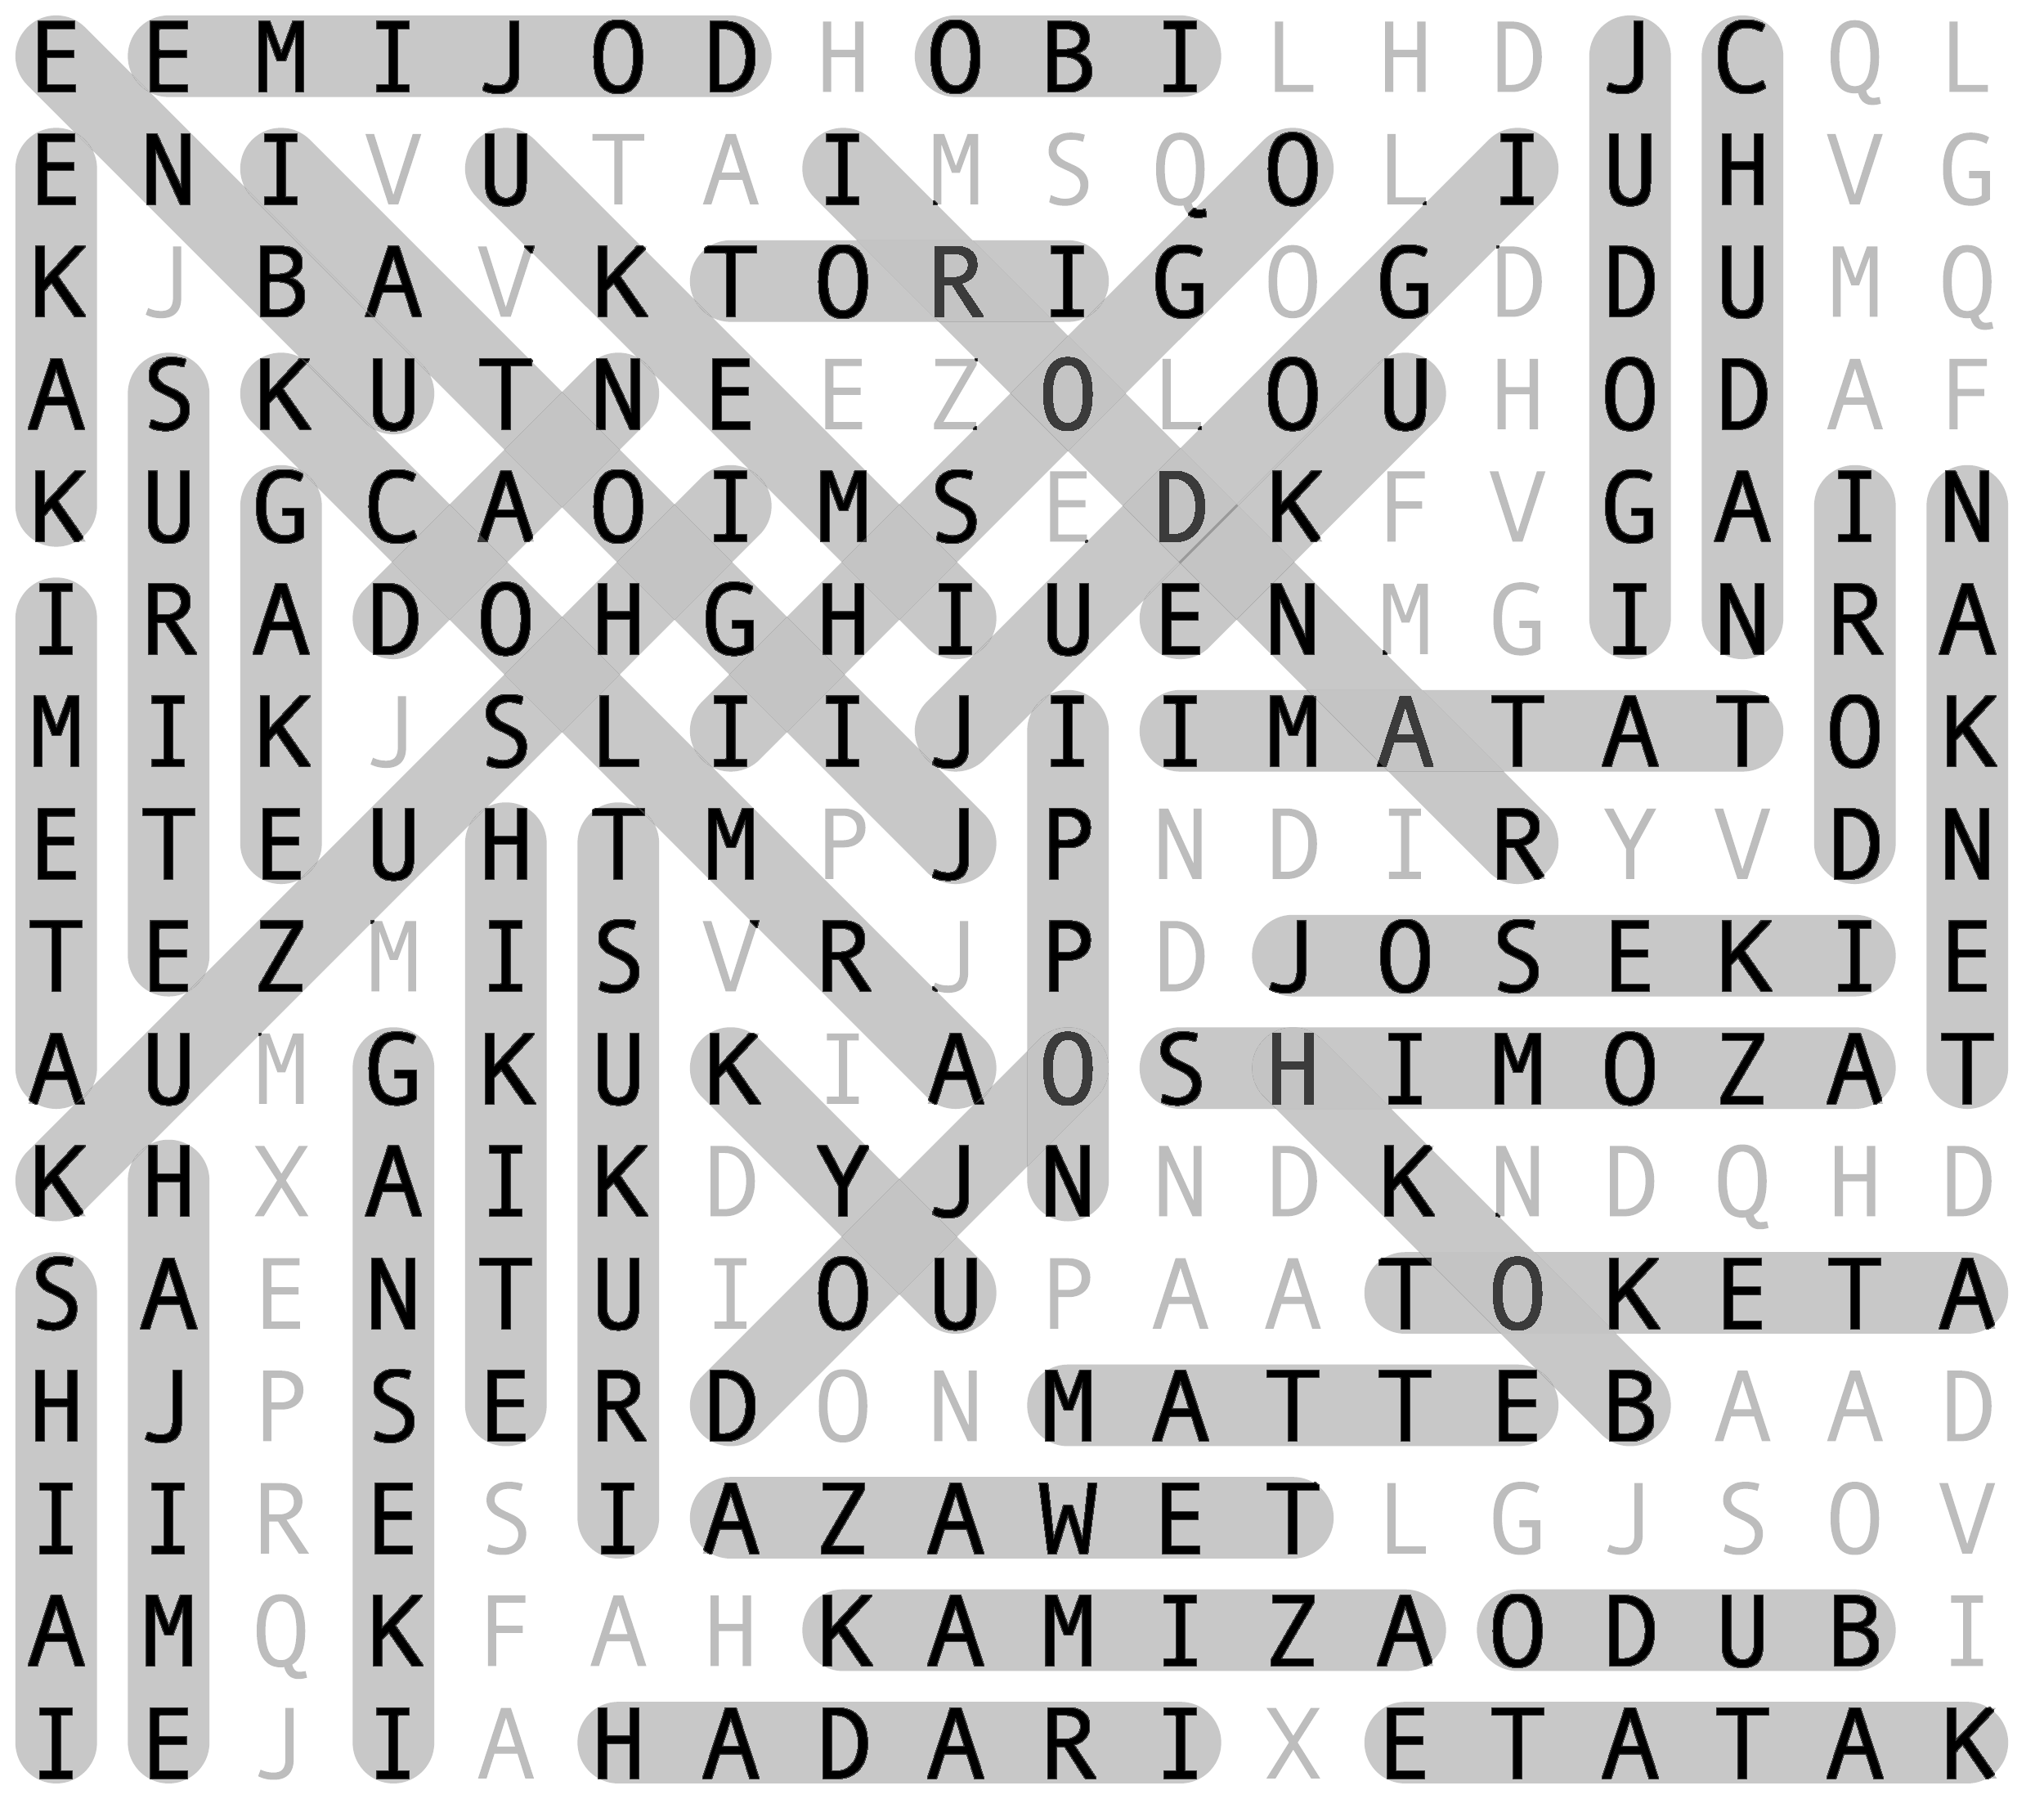 E E M I J O D H O B I L H D J C Q L
E N I V U T A I M S Q O L I U H V G
K J B A V K T O R I G O G D D U M Q
A S K U T N E E Z O L O U H O D A F
K U G C A O I M S E D K F V G A I N
I R A D O H G H I U E N M G I N R A
M I K J S L I I J I I M A T A T O K
E T E U H T M P J P N D I R Y V D N
T E Z M I S V R J P D J O S E K I E
A U M G K U K I A O S H I M O Z A T
K H X A I K D Y J N N D K N D Q H D
S A E N T U I O U P A A T O K E T A
H J P S E R D O N M A T T E B A A D
I I R E S I A Z A W E T L G J S O V
A M Q K F A H K A M I Z A O D U B I
I E J I A H A D A R I X E T A T A K